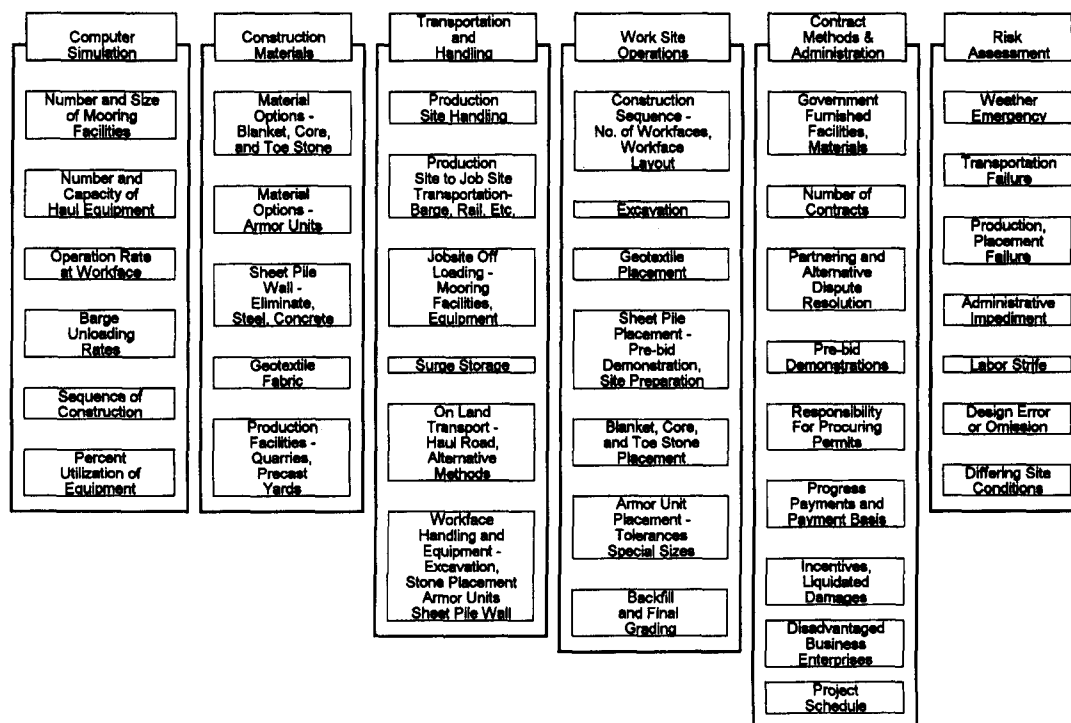 Computer
Simulation
Number and Size
of Mooring
Facilities
Number and
Capacity of
Haul Equipment
Operation Rate
at Workface
Barge
Unloading
Rates
Sequence of
Construction
Percent
Utilization of
Equipment
Construction
Materials
Material
Options -
Blanket, Core,
and Toe Stone
Material
Options -
Armor Units
Sheet Pile
Wall -
Eliminate,
Steel, Concrete
Geotextile
Fabric
Production
Facilities -
Quarries,
Precast
Yards
Transportation
and
Handling
Production
Site Handling
Production
Site to Job Site
Transportation-
Barge, Rail, Etc.
Jobsite Off
Loading -
Mooring
Facilities,
Equipment
Surge Storage
On Land
Transport -
Haul Road,
Alternative
Methods
Workface
Handling and
Equipment -
Excavation,
Stone Placement
Armor Units
Sheet Pile Wall
Work Site
Operations
Construction
Sequence -
No. of Workfaces,
Workface
Layout
Excavation
Geotextile
Placement
Sheet Pile
Placement -
Pre-bid
Demonstration,
Site Preparation
Blanket, Core,
and Toe Stone
Placement
Armor Unit
Placement -
Tolerances
Special Sizes
Backfill
and Final
Grading
Contract
Methods &
Administration
Government
Furnished
Facilities,
Materials
Number of
Contracts
Partnering and
Alternative
Dispute
Resolution
Pre-bid
Demonstrations
Responsibility
For Procuring
Permits
Progress
Payments and
Payment Basis
Incentives,
Liquidated
Damages
Disadvantaged
Business
Enterprises
Project
Schedule
Risk
Assessment
Weather
Emergency
Transportation
Failure
Production,
Placement
Failure
Administrative
Impediment
Labor Strife
Design Error
or Omission
Differing Site
Conditions